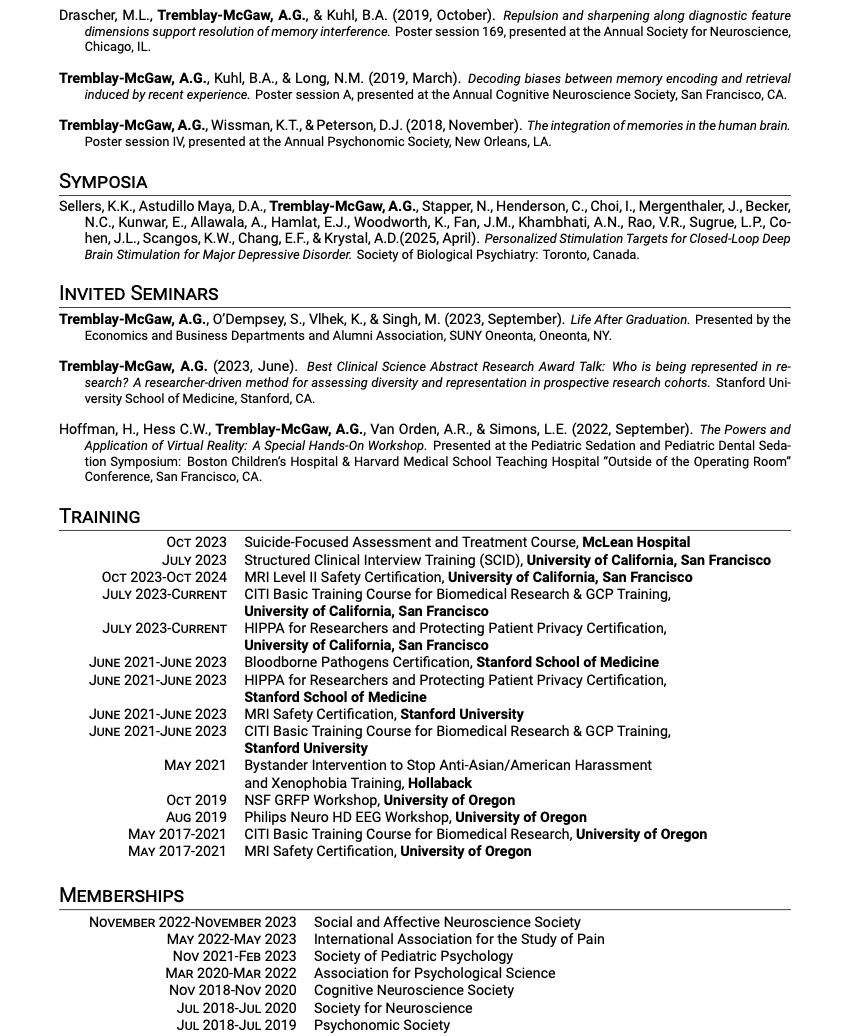 Drascher, M.L., Tremblay-McGaw, A.G., & Kuhl, B.A. (2019, October). Repulsion and sharpening along diagnostic feature
dimensions support resolution of memory interference. Poster session 169, presented at the Annual Society for Neuroscience,
Chicago, IL.
Tremblay-McGaw, A.G., Kuhl, B.A., & Long, N.M. (2019, March). Decoding biases between memory encoding and retrieval
induced by recent experience. Poster session A, presented at the Annual Cognitive Neuroscience Society, San Francisco, CA.
Tremblay-McGaw, A.G., Wissman, K.T., & Peterson, D.J. (2018, November). The integration of memories in the human brain.
Poster session IV, presented at the Annual Psychonomic Society, New Orleans, LA.
SYMPOSIA
Sellers, K.K., Astudillo Maya, D.A., Tremblay-McGaw, A.G., Stapper, N., Henderson, C., Choi, I., Mergenthaler, J., Becker,
N.C., Kunwar, E., Allawala, A., Hamlat, E.J., Woodworth, K., Fan, J.M., Khambhati, A.N., Rao, V.R., Sugrue, L.P., Co-
hen, J.L., Scangos, K.W., Chang, E.F., & Krystal, A.D.(2025, April). Personalized Stimulation Targets for Closed-Loop Deep
Brain Stimulation for Major Depressive Disorder. Society of Biological Psychiatry: Toronto, Canada.
INVITED SEMINARS
Tremblay-McGaw, A.G., O'Dempsey, S., Vlhek, K., & Singh, M. (2023, September). Life After Graduation. Presented by the
Economics and Business Departments and Alumni Association, SUNY Oneonta, Oneonta, NY.
Tremblay-McGaw, A.G. (2023, June). Best Clinical Science Abstract Research Award Talk: Who is being represented in re-
search? A researcher-driven method for assessing diversity and representation in prospective research cohorts. Stanford Uni-
versity School of Medicine, Stanford, CA.
Hoffman, H., Hess C.W., Tremblay-McGaw, A.G., Van Orden, A.R., & Simons, L.E. (2022, September). The Powers and
Application of Virtual Reality: A Special Hands-On Workshop. Presented at the Pediatric Sedation and Pediatric Dental Seda-
tion Symposium: Boston Children's Hospital & Harvard Medical School Teaching Hospital "Outside of the Operating Room"
Conference, San Francisco, CA.
TRAINING
OCT 2023 Suicide-Focused Assessment and Treatment Course, McLean Hospital
JULY 2023 Structured Clinical Interview Training (SCID), University of California, San Francisco
OCT 2023-OCT 2024 MRI Level II Safety Certification, University of California, San Francisco
JULY 2023-CURRENT CITI Basic Training Course for Biomedical Research & GCP Training,
University of California, San Francisco
JULY 2023-CURRENT HIPPA for Researchers and Protecting Patient Privacy Certification,
University of California, San Francisco
JUNE 2021-JUNE 2023 Bloodborne Pathogens Certification, Stanford School of Medicine
JUNE 2021-JUNE 2023 HIPPA for Researchers and Protecting Patient Privacy Certification,
Stanford School of Medicine
JUNE 2021-JUNE 2023 MRI Safety Certification, Stanford University
JUNE 2021-JUNE 2023 CITI Basic Training Course for Biomedical Research & GCP Training,
Stanford University
MAY 2021 Bystander Intervention to Stop Anti-Asian/American Harassment
and Xenophobia Training, Hollaback
OCT 2019 NSF GRFP Workshop, University of Oregon
AUG 2019 Philips Neuro HD EEG Workshop, University of Oregon
MAY 2017-2021 CITI Basic Training Course for Biomedical Research, University of Oregon
MAY 2017-2021 MRI Safety Certification, University of Oregon
MEMBERSHIPS
NOVEMBER 2022-NOVEMBER 2023 Social and Affective Neuroscience Society
MAY 2022-MAY 2023 International Association for the Study of Pain
NOV 2021-FEB 2023 Society of Pediatric Psychology
MAR 2020-MAR 2022 Association for Psychological Science
NOV 2018-NOV 2020 Cognitive Neuroscience Society
JUL 2018-JUL 2020 Society for Neuroscience
JUL 2018-JUL 2019 Psychonomic Society